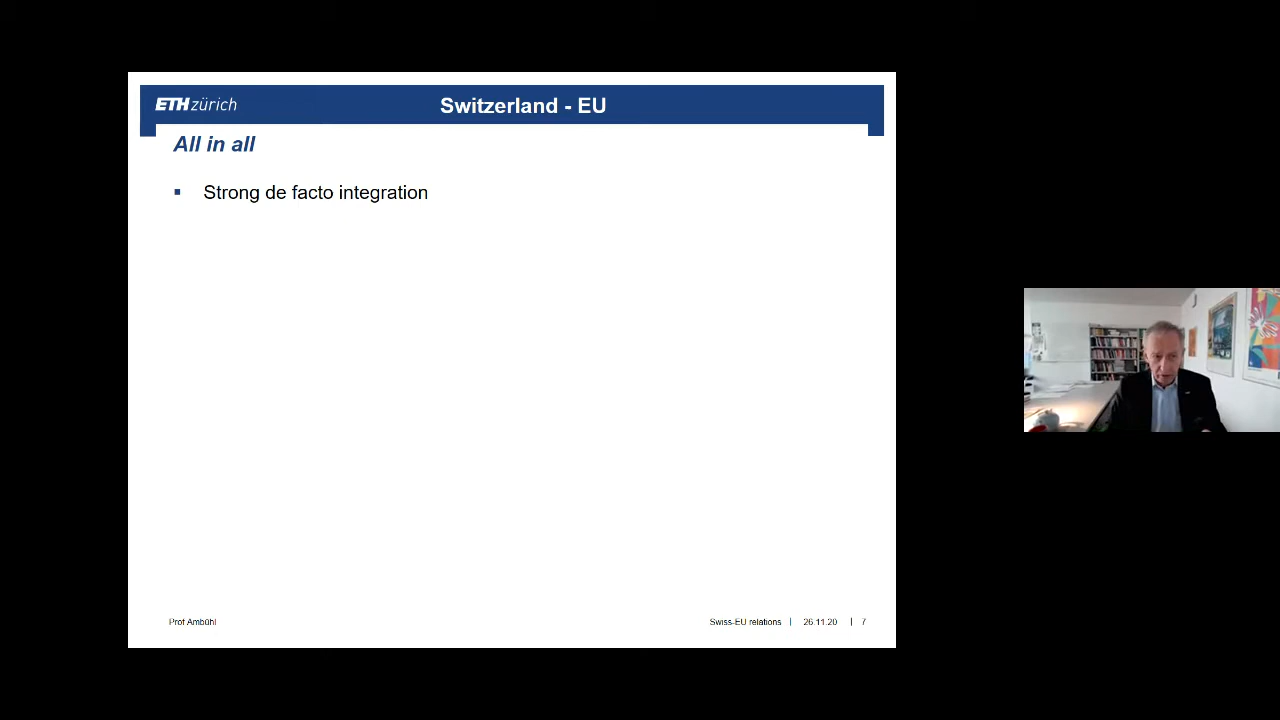 ETH zürich
Switzerland - EU
All in all
▪ Strong de facto integration
Prof Ambühl
Swiss-EU relations | 26.11.20 | 7